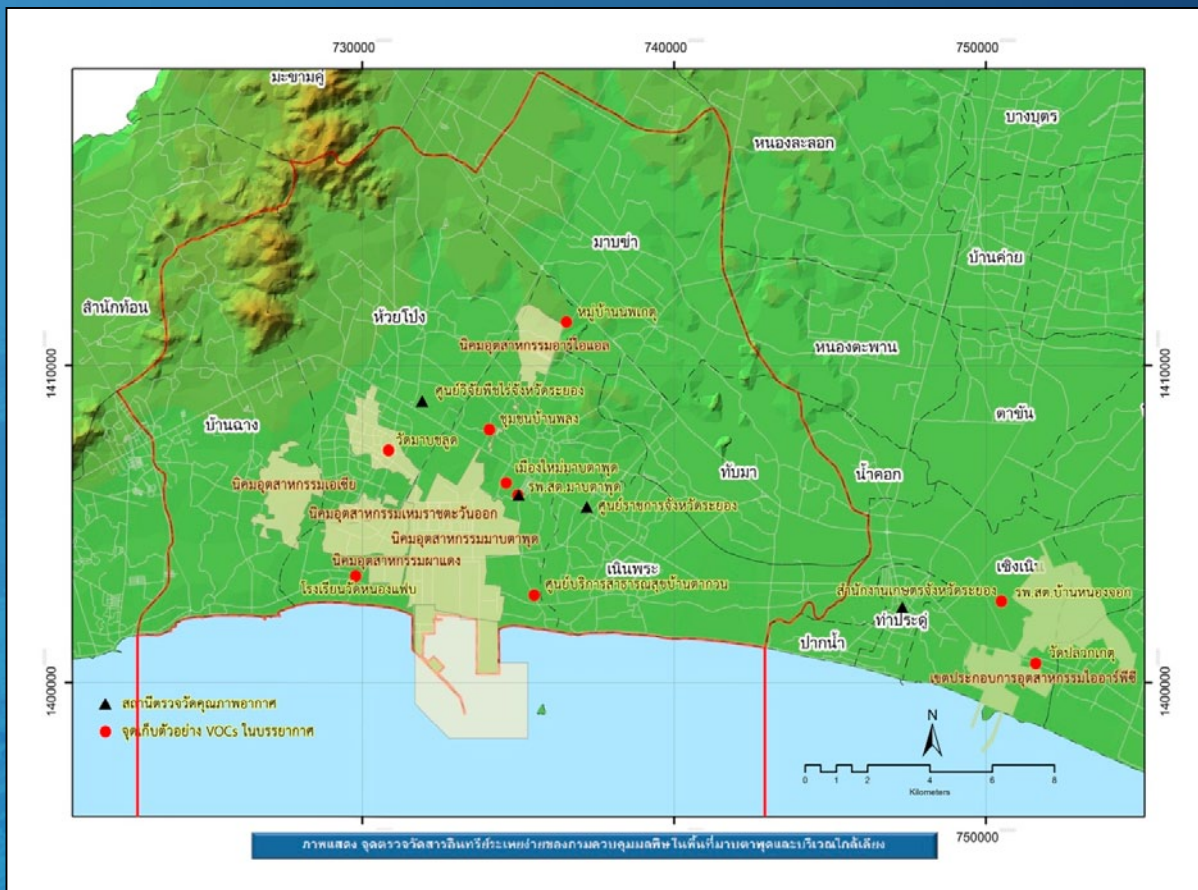 730000
740000
750000
มะขามคู่
บางบุตร
หนองละลอก
มาบข่า
บ้านค่าย
สำนักท้อน
ห้วยโป่ง
หมู่บ้านนพเกตุ
นิคมอุตสาหกรรมอาร์ไอแอล
หนองตะพาน
1410000
1410000
ศูนย์วิจัยพืชไร่จังหวัดระยอง
ตาขัน
บ้านฉาง
ชุมชนบ้านพลง
วัดมาบชลูด
เมืองใหม่มาบตาพุด
ทับมา
น้ำคอก
นิคมอุตสาหกรรมเอเซีย
รพ.สต.มาบตาพุด
ศูนย์ราชการจังหวัดระยอง
นิคมอุตสาหกรรมเหมราชตะวันออก
นิคมอุตสาหกรรมมาบตาพุด
นิคมอุตสาหกรรมผาแดง
เนินพระ
เชิงเนิน
โรงเรียนวัดหนองแฟบ
ศูนย์บริการสาธารณสุขบ้านตากวน
สำนักงานเกษตรจังหวัดระยอง
รพ.สต.บ้านหนองจอก
ท่าประดู่
ปากน้ำ
วัดปลวกเกตุ
เขตประกอบการอุตสาหกรรมไออาร์พีซี
1400000
1400000
สถานีตรวจวัดคุณภาพอากาศ
จุดเก็บตัวอย่าง VOCs ในบรรยากาศ
N
0 1 2 4 6 8
Kilometers
750000
ภาพแสดง จุดตรวจวัดสารอินทรีย์ระเหยง่ายของกรมควบคุมมลพิษในพื้นที่มาบตาพุดและบริเวณใกล้เคียง